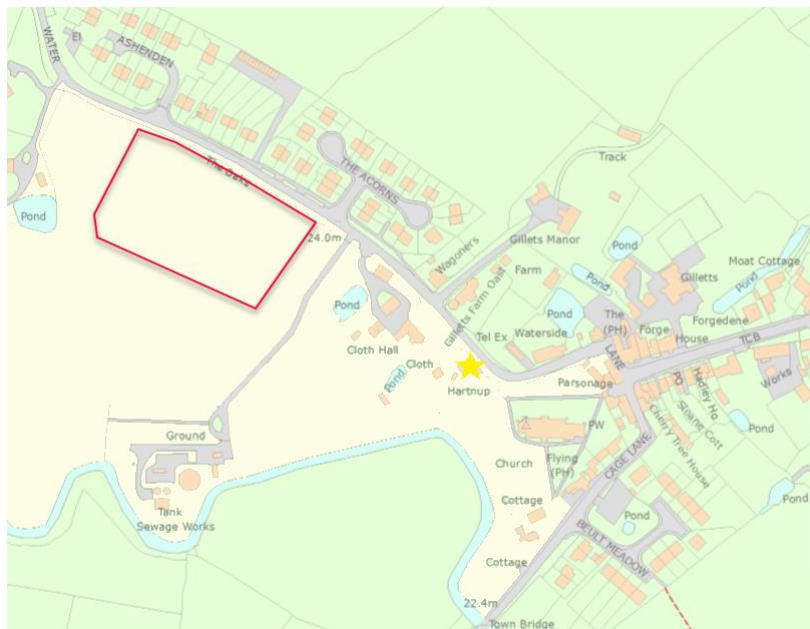 WATER
El
ASHENDEN
The Oaks
THE ACORNS
Track
Pond
24.0m
Wagoners
Gilletts Manor
Pond
Moat Cottage
Gillets Farm Oast
Farm
Pond
Gilletts
Pond
Pond
Pond
The
(PH)
Forge
Forgedene
House
TCB
Tel Ex
Waterside
LANE
Cloth Hall
Cloth
Pond
Hartnup
Parsonage
PO
Hadley Ho
Works
Sloane Cott
Cherry Tree House
Pond
PW
Ground
Flying
(PH)
CAGE LANE
Church
Cottage
Pond
Tank
Sewage Works
Pond
BEULT MEADOW
Cottage
22.4m
Town Bridge